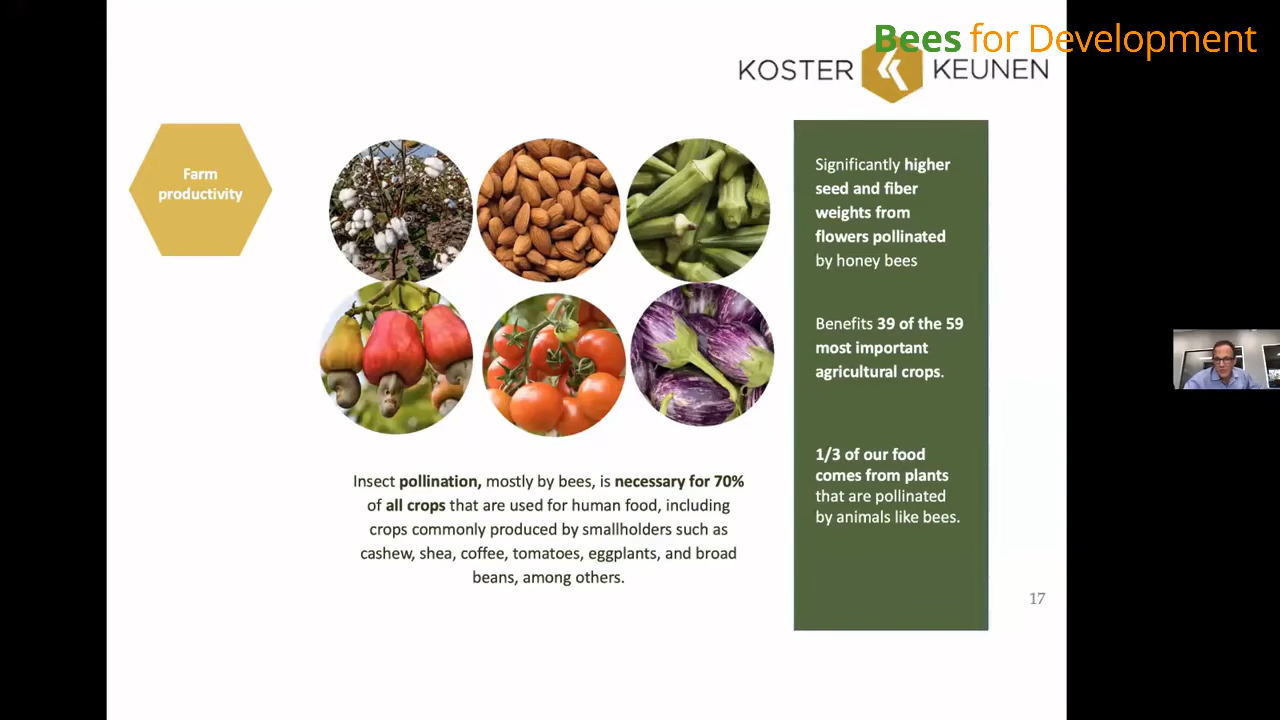 Bees for Development
KOSTER KEUNEN
Farm
productivity
Significantly higher
seed and fiber
weights from
flowers pollinated
by honey bees
Benefits 39 of the 59
most important
agricultural crops.
1/3 of our food
comes from plants
that are pollinated
by animals like bees.
Insect pollination, mostly by bees, is necessary for 70%
of all crops that are used for human food, including
crops commonly produced by smallholders such as
cashew, shea, coffee, tomatoes, eggplants, and broad
beans, among others.
17